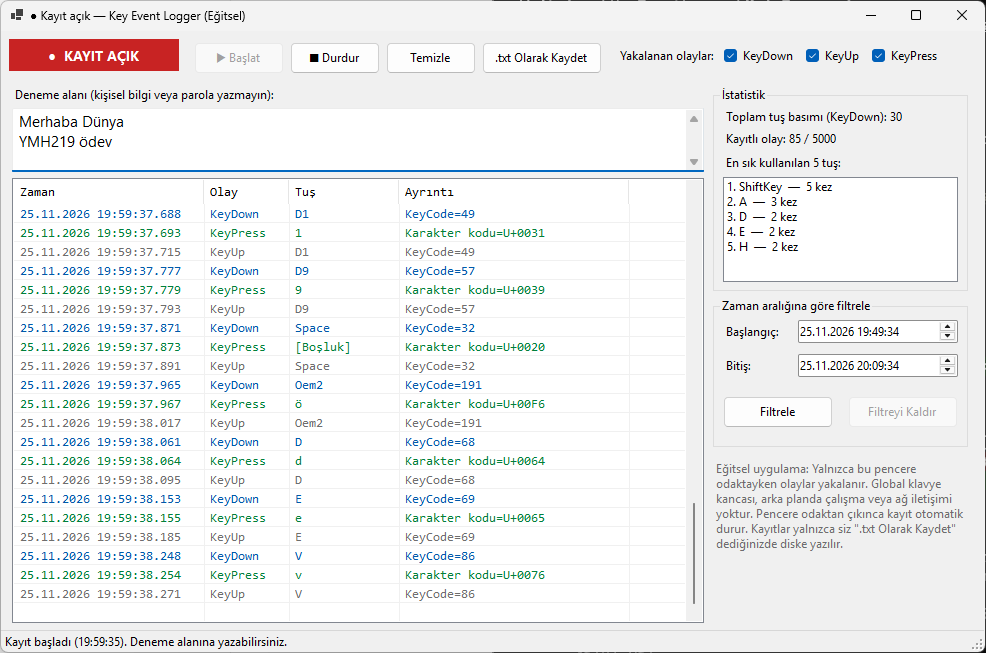 ● Kayıt açık — Key Event Logger (Eğitsel)
● KAYIT AÇIK
▶ Başlat
■ Durdur
Temizle
.txt Olarak Kaydet
Yakalanan olaylar:
KeyDown
KeyUp
KeyPress
Deneme alanı (kişisel bilgi veya parola yazmayın):
Merhaba Dünya
YMH219 ödev
Zaman Olay Tuş Ayrıntı
25.11.2026 19:59:37.688 KeyDown D1 KeyCode=49
25.11.2026 19:59:37.693 KeyPress 1 Karakter kodu=U+0031
25.11.2026 19:59:37.715 KeyUp D1 KeyCode=49
25.11.2026 19:59:37.777 KeyDown D9 KeyCode=57
25.11.2026 19:59:37.779 KeyPress 9 Karakter kodu=U+0039
25.11.2026 19:59:37.793 KeyUp D9 KeyCode=57
25.11.2026 19:59:37.871 KeyDown Space KeyCode=32
25.11.2026 19:59:37.873 KeyPress [Boşluk] Karakter kodu=U+0020
25.11.2026 19:59:37.891 KeyUp Space KeyCode=32
25.11.2026 19:59:37.965 KeyDown Oem2 KeyCode=191
25.11.2026 19:59:37.967 KeyPress ö Karakter kodu=U+00F6
25.11.2026 19:59:38.017 KeyUp Oem2 KeyCode=191
25.11.2026 19:59:38.061 KeyDown D KeyCode=68
25.11.2026 19:59:38.064 KeyPress d Karakter kodu=U+0064
25.11.2026 19:59:38.095 KeyUp D KeyCode=68
25.11.2026 19:59:38.153 KeyDown E KeyCode=69
25.11.2026 19:59:38.155 KeyPress e Karakter kodu=U+0065
25.11.2026 19:59:38.185 KeyUp E KeyCode=69
25.11.2026 19:59:38.248 KeyDown V KeyCode=86
25.11.2026 19:59:38.254 KeyPress v Karakter kodu=U+0076
25.11.2026 19:59:38.271 KeyUp V KeyCode=86
İstatistik
Toplam tuş basımı (KeyDown): 30
Kayıtlı olay: 85 / 5000
En sık kullanılan 5 tuş:
1. ShiftKey — 5 kez
2. A — 3 kez
3. D — 2 kez
4. E — 2 kez
5. H — 2 kez
Zaman aralığına göre filtrele
Başlangıç: 25.11.2026 19:49:34
Bitiş: 25.11.2026 20:09:34
Filtrele
Filtreyi Kaldır
Eğitsel uygulama: Yalnızca bu pencere
odaktayken olaylar yakalanır. Global klavye
kancası, arka planda çalışma veya ağ iletişimi
yoktur. Pencere odaktan çıkınca kayıt otomatik
durur. Kayıtlar yalnızca siz ".txt Olarak Kaydet"
dediğinizde diske yazılır.
Kayıt başladı (19:59:35). Deneme alanına yazabilirsiniz.